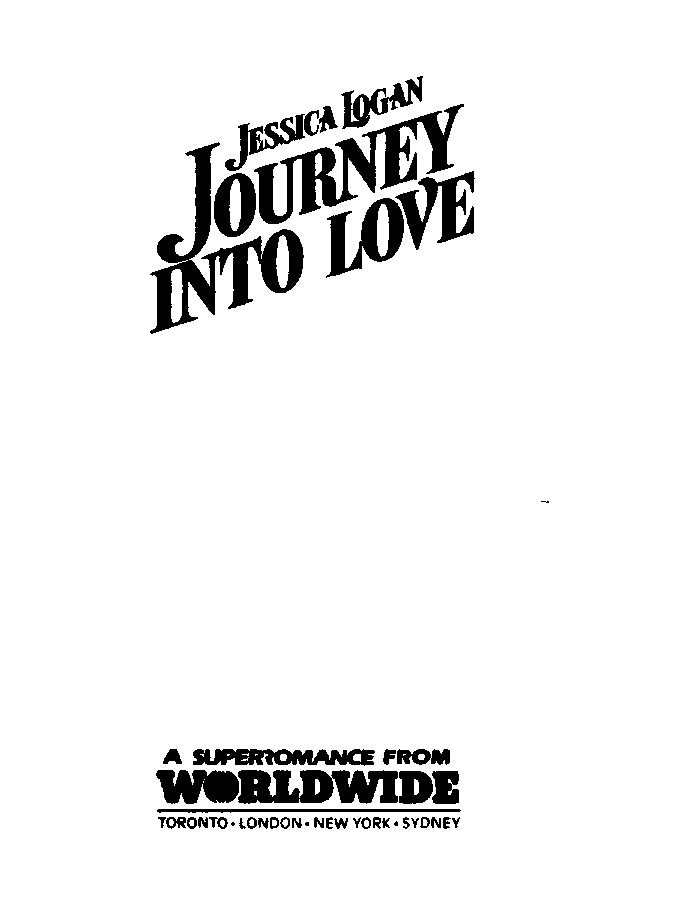 JESSICA LOGAN
JOURNEY
INTO LOVE
A SUPERROMANCE FROM
WORLDWIDE
TORONTO • LONDON • NEW YORK • SYDNEY